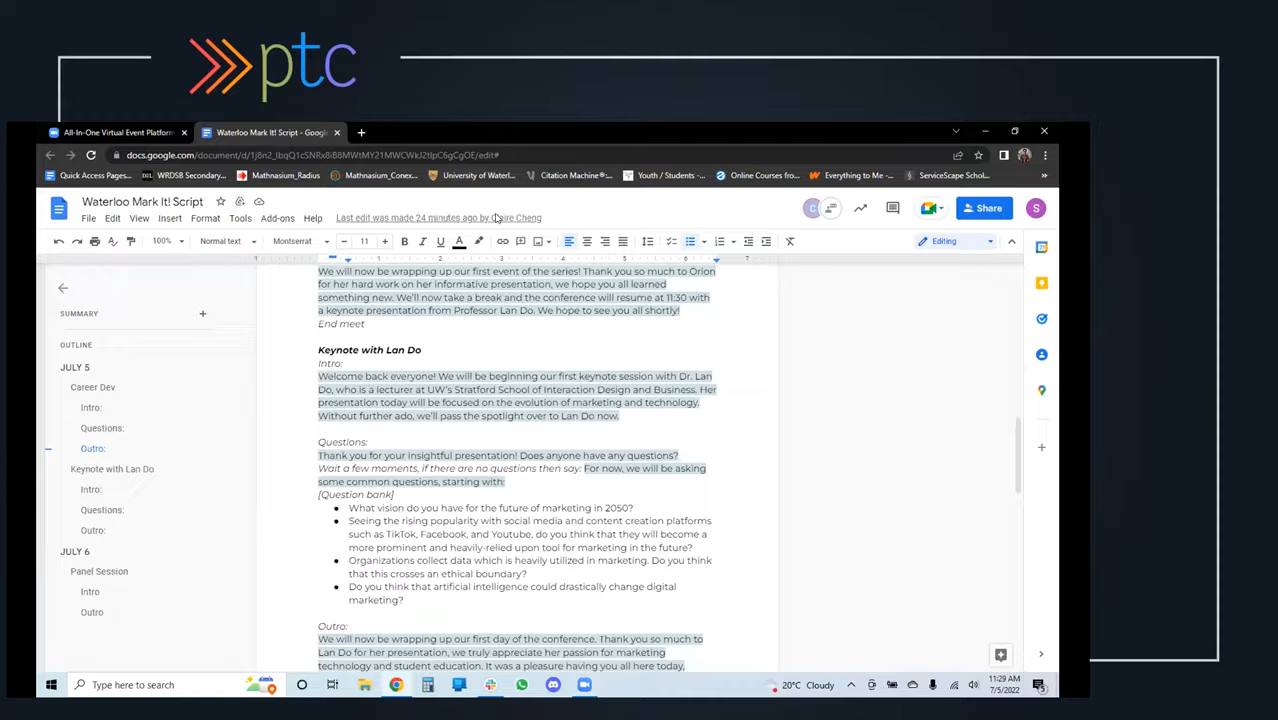 ptc
All-In-One Virtual Event Platform
Waterloo Mark It! Script - Google
docs.google.com/document/d/1j8n2_lbqQ1cSNRx8iB8MWtMY21MWCWkJ2tlpC6gCgOE/edit#
Quick Access Pages...
WRDSB Secondary...
Mathnasium_Radius
Mathnasium_Conex...
University of Waterl...
Citation Machine®:...
Youth / Students -...
Online Courses fro...
Everything to Me -...
ServiceScape Schol...
Waterloo Mark It! Script
File Edit View Insert Format Tools Add-ons Help
Last edit was made 24 minutes ago by Claire Cheng
C
Share
S
100%
Normal text
Montserrat
11
Editing
1 1 2 3 4 5 6 7
SUMMARY
OUTLINE
JULY 5
Career Dev
Intro:
Questions:
Outro:
Keynote with Lan Do
Intro:
Questions:
Outro:
JULY 6
Panel Session
Intro
Outro
We will now be wrapping up our first event of the series! Thank you so much to Orion
for her hard work on her informative presentation, we hope you all learned
something new. We'll now take a break and the conference will resume at 11:30 with
a keynote presentation from Professor Lan Do. We hope to see you all shortly!
End meet
Keynote with Lan Do
Intro:
Welcome back everyone! We will be beginning our first keynote session with Dr. Lan
Do, who is a lecturer at UW's Stratford School of Interaction Design and Business. Her
presentation today will be focused on the evolution of marketing and technology.
Without further ado, we'll pass the spotlight over to Lan Do now.
Questions:
Thank you for your insightful presentation! Does anyone have any questions?
Wait a few moments, if there are no questions then say: For now, we will be asking
some common questions, starting with:
[Question bank]
● What vision do you have for the future of marketing in 2050?
● Seeing the rising popularity with social media and content creation platforms
such as TikTok, Facebook, and Youtube, do you think that they will become a
more prominent and heavily-relied upon tool for marketing in the future?
● Organizations collect data which is heavily utilized in marketing. Do you think
that this crosses an ethical boundary?
● Do you think that artificial intelligence could drastically change digital
marketing?
Outro:
We will now be wrapping up our first day of the conference. Thank you so much to
Lan Do for her presentation, we truly appreciate her passion for marketing
technology and student education. It was a pleasure having you all here today,
Type here to search
20°C Cloudy
11:29 AM
7/5/2022